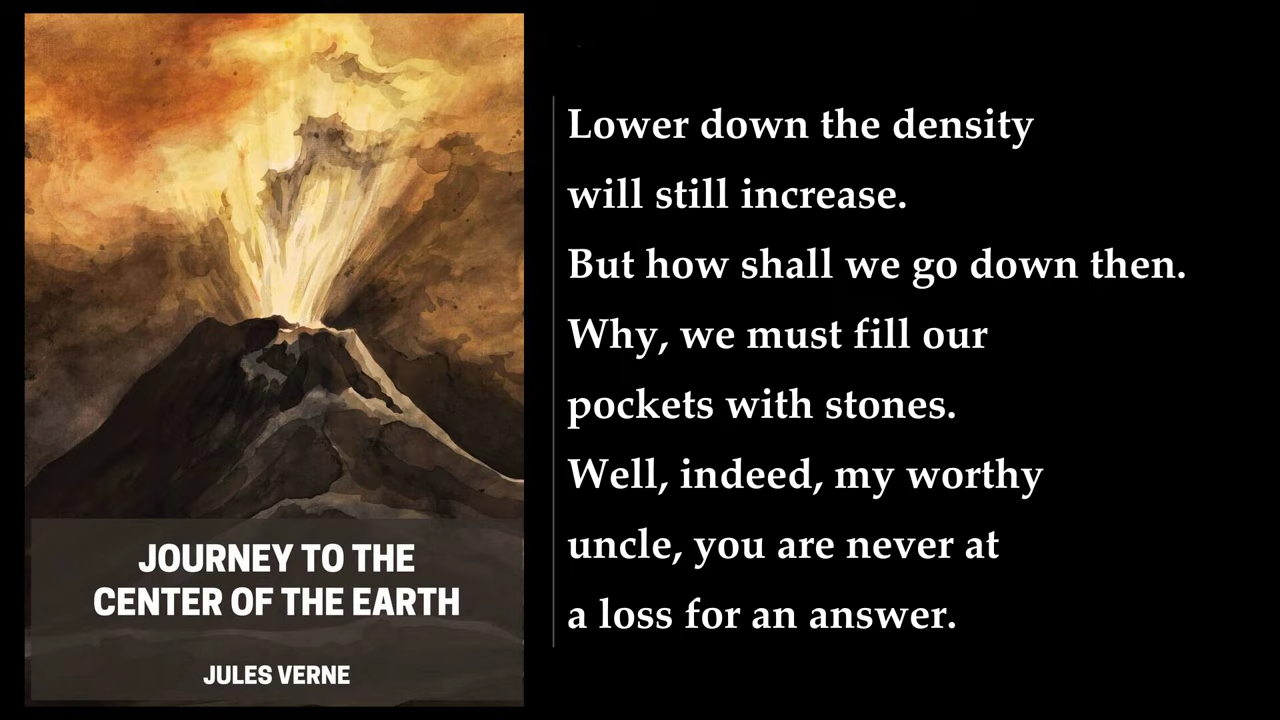 JOURNEY TO THE
CENTER OF THE EARTH
JULES VERNE
Lower down the density
will still increase.
But how shall we go down then.
Why, we must fill our
pockets with stones.
Well, indeed, my worthy
uncle, you are never at
a loss for an answer.